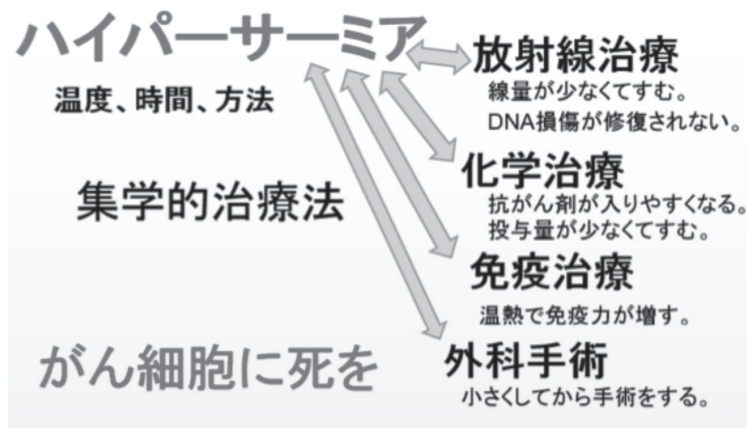 ハイパーサーミア
温度、時間、方法
集学的治療法
がん細胞に死を
放射線治療
線量が少なくてすむ。
DNA損傷が修復されない。
化学治療
抗がん剤が入りやすくなる。
投与量が少なくてすむ。
免疫治療
温熱で免疫力が増す。
外科手術
小さくしてから手術をする。